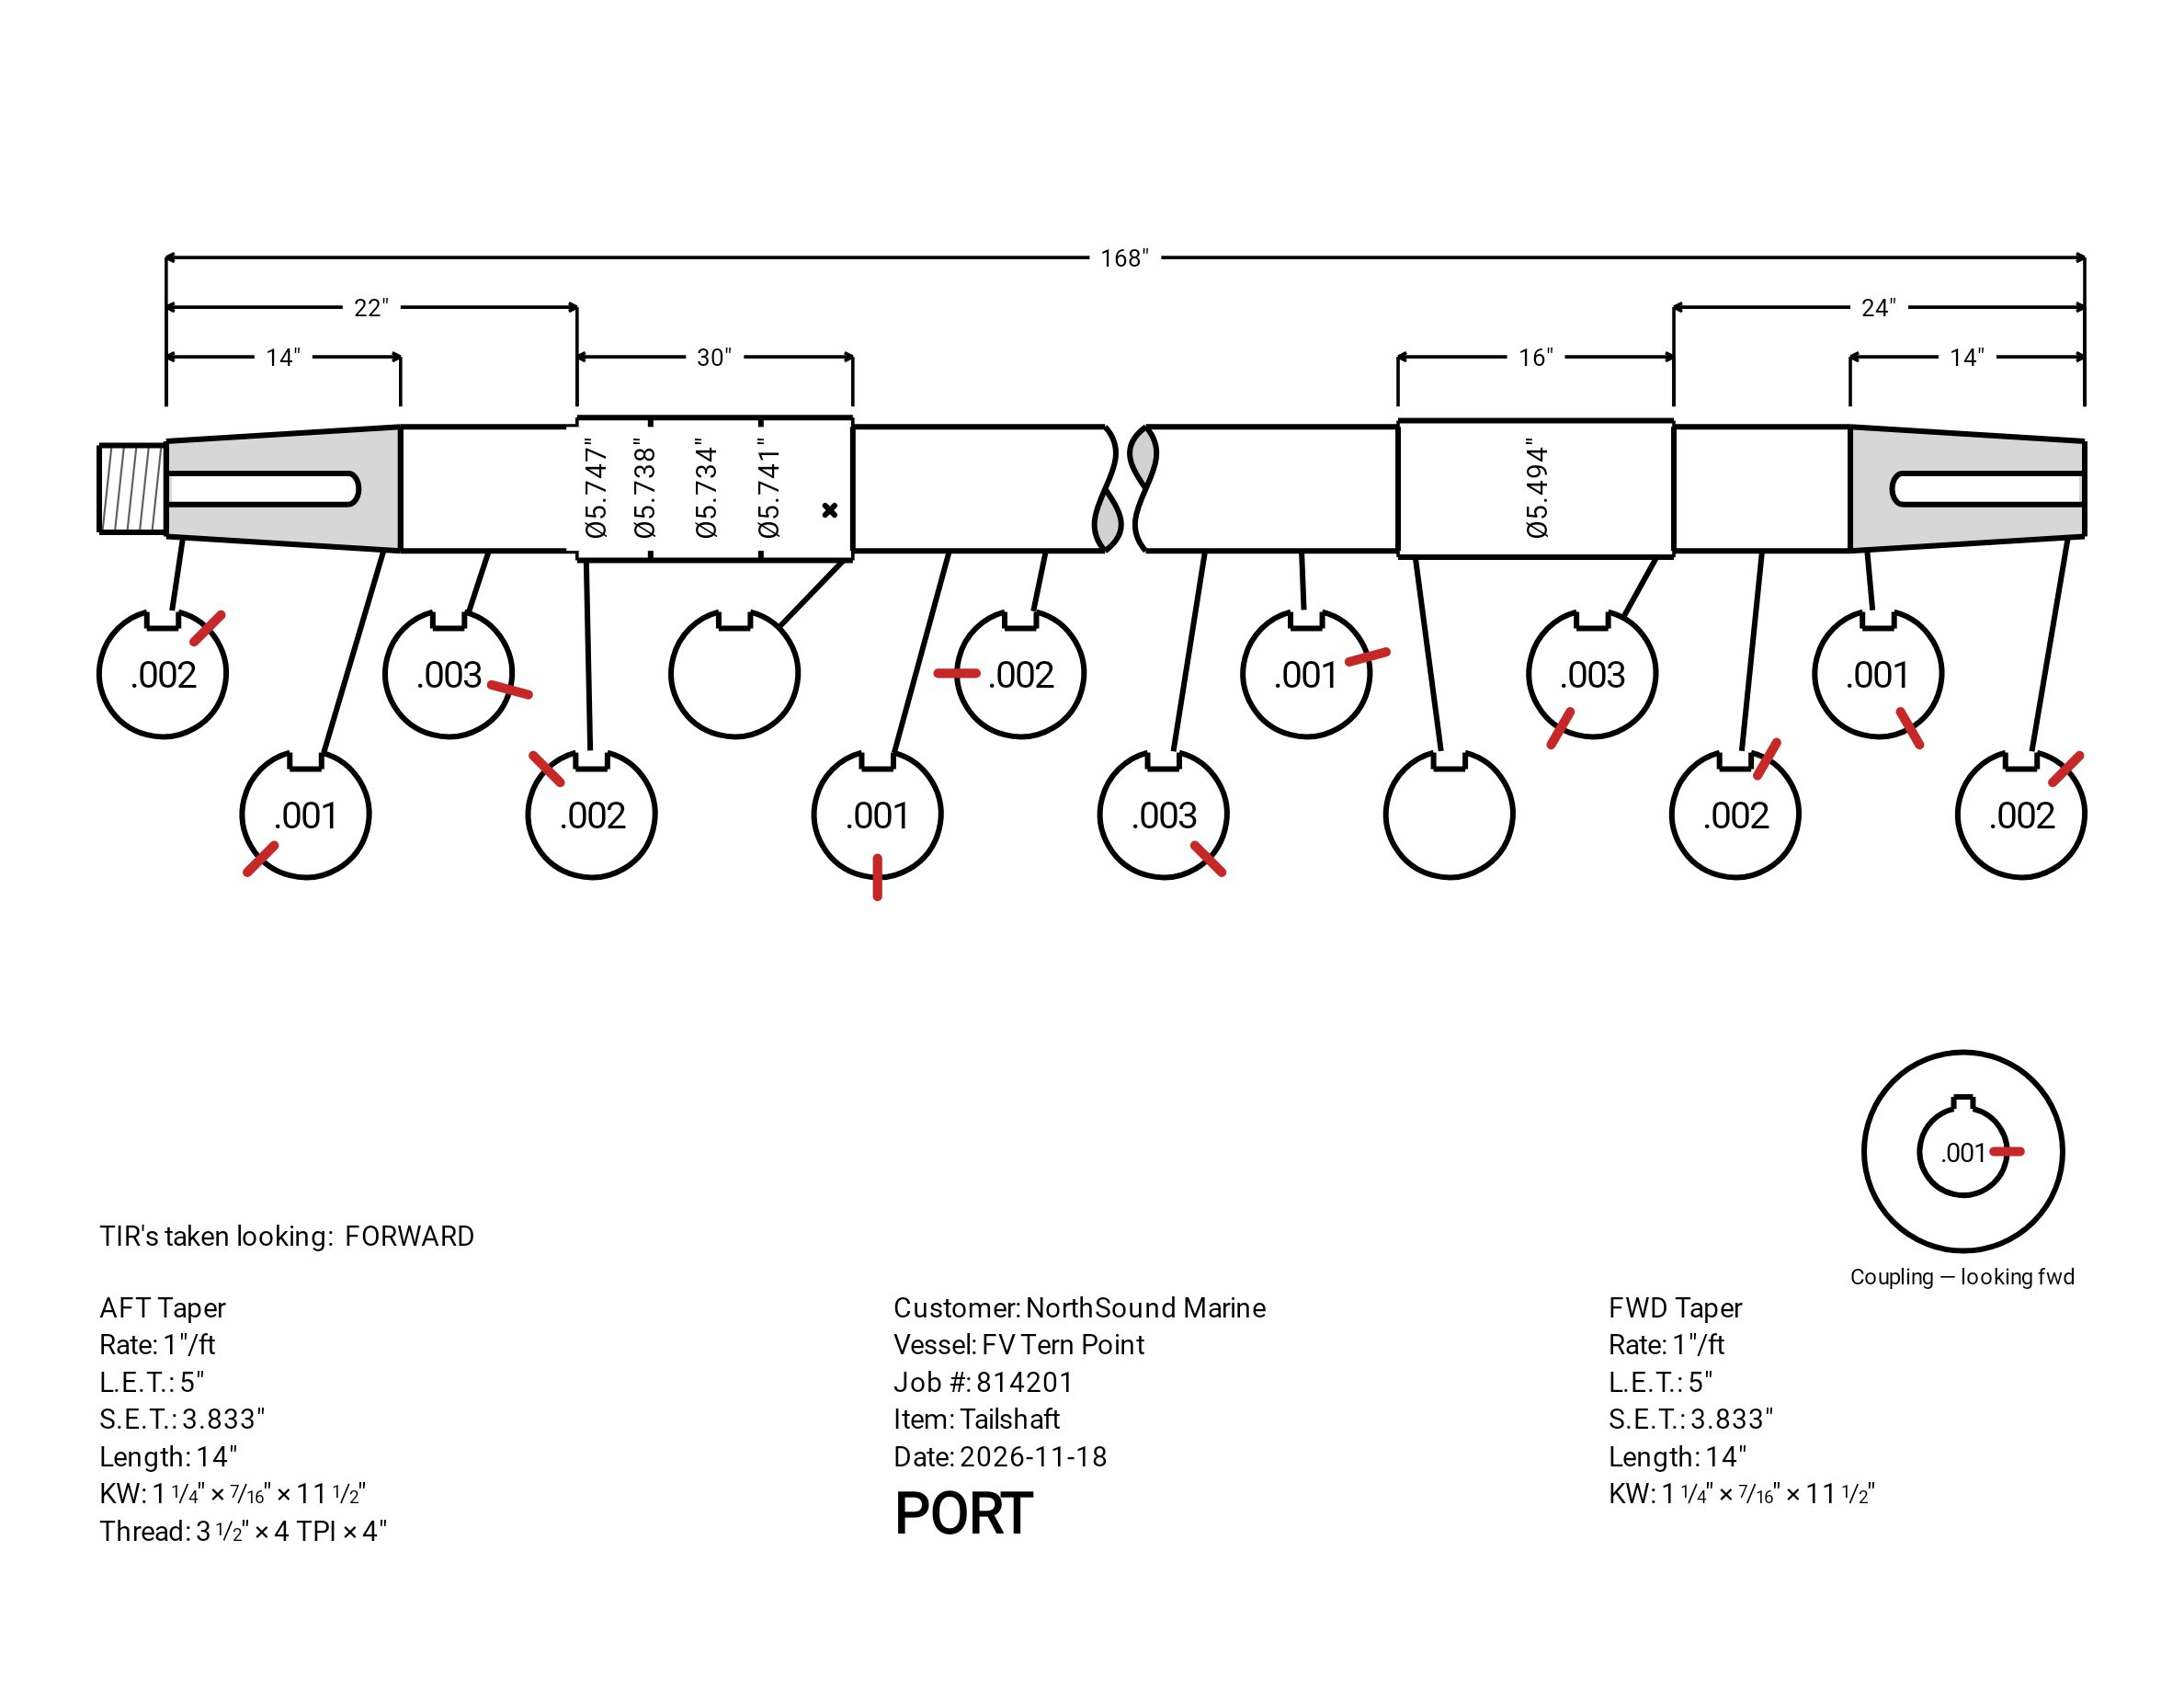 168"
22"
24"
14"
30"
16"
14"
Ø5.747"
Ø5.738"
Ø5.734"
Ø5.741"
Ø5.494"
.002
.003
.002
.001
.003
.001
.001
.002
.001
.003
.002
.002
.001
Coupling — looking fwd
TIR's taken looking: FORWARD
AFT Taper
Rate: 1"/ft
L.E.T.: 5"
S.E.T.: 3.833"
Length: 14"
KW: 1 1/4" × 7/16" × 11 1/2"
Thread: 3 1/2" × 4 TPI × 4"
Customer: NorthSound Marine
Vessel: FV Tern Point
Job #: 814201
Item: Tailshaft
Date: 2026-11-18
PORT
FWD Taper
Rate: 1"/ft
L.E.T.: 5"
S.E.T.: 3.833"
Length: 14"
KW: 1 1/4" × 7/16" × 11 1/2"